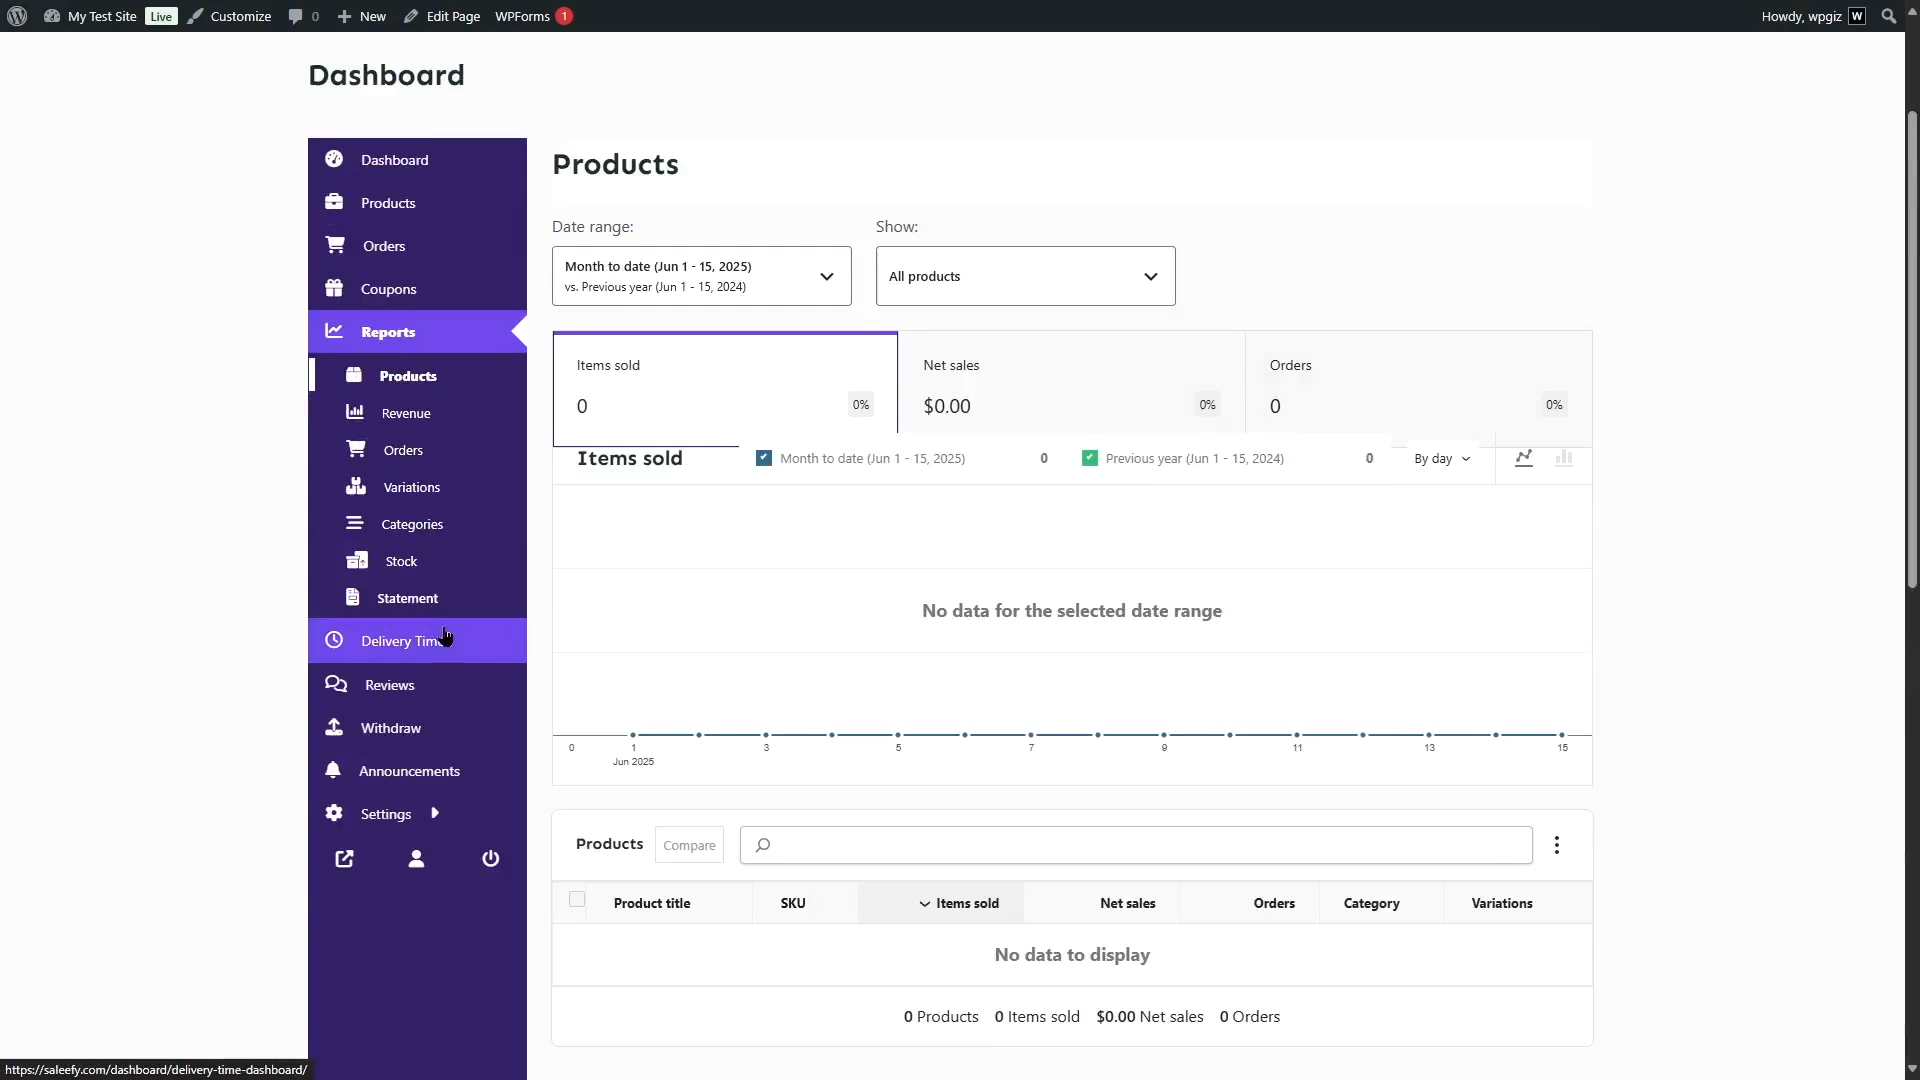 My Test Site Live Customize 0 New Edit Page WPForms 1 Howdy, wpgiz W
Dashboard
Dashboard
Products
Orders
Coupons
Reports
Products
Revenue
Orders
Variations
Categories
Stock
Statement
Delivery Time
Reviews
Withdraw
Announcements
Settings
Products
Date range:
Month to date (Jun 1 - 15, 2025)
vs. Previous year (Jun 1 - 15, 2024)
Show:
All products
Items sold
0 0%
Net sales
$0.00 0%
Orders
0 0%
Items sold Month to date (Jun 1 - 15, 2025) 0 Previous year (Jun 1 - 15, 2024) 0 By day
No data for the selected date range
0 1 3 5 7 9 11 13 15
Jun 2025
Products Compare
Product title SKU Items sold Net sales Orders Category Variations
No data to display
0 Products 0 Items sold $0.00 Net sales 0 Orders
https://saleefy.com/dashboard/delivery-time-dashboard/